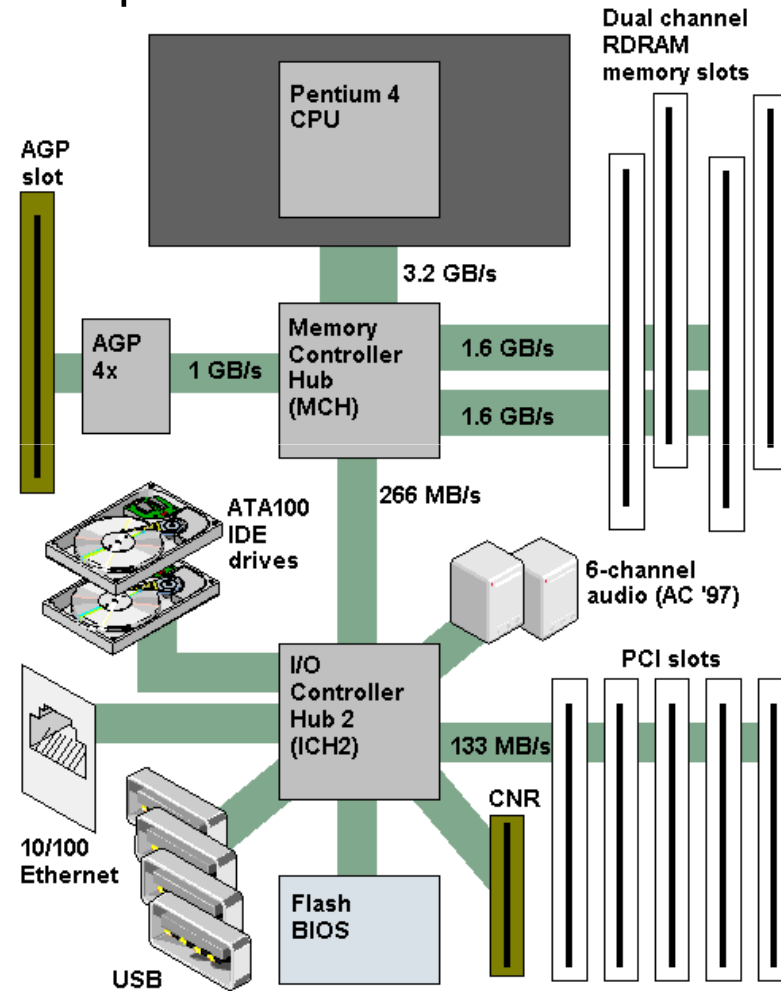 Dual channel
RDRAM
memory slots
Pentium 4
CPU
AGP
slot
3.2 GB/s
AGP
4x
1 GB/s
Memory
Controller
Hub
(MCH)
1.6 GB/s
1.6 GB/s
266 MB/s
ATA100
IDE
drives
6-channel
audio (AC '97)
I/O
Controller
Hub 2
(ICH2)
PCI slots
133 MB/s
CNR
10/100
Ethernet
Flash
BIOS
USB